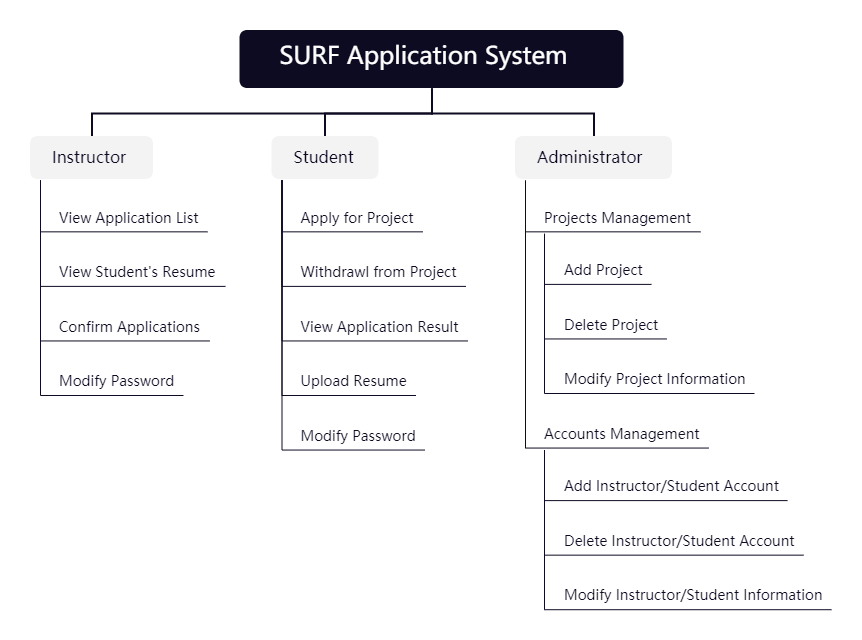 SURF Application System
Instructor
Student
Administrator
View Application List
View Student's Resume
Confirm Applications
Modify Password
Apply for Project
Withdrawl from Project
View Application Result
Upload Resume
Modify Password
Projects Management
Add Project
Delete Project
Modify Project Information
Accounts Management
Add Instructor/Student Account
Delete Instructor/Student Account
Modify Instructor/Student Information